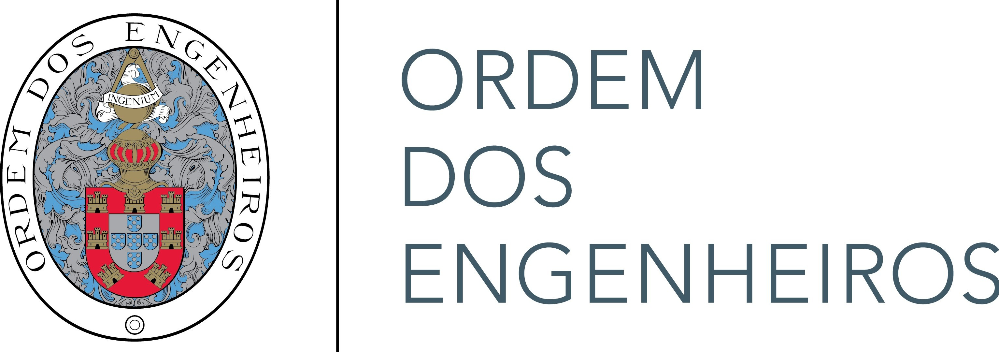 ORDEM DOS ENGENHEIROS
INGENIUM
ORDEM
DOS
ENGENHEIROS